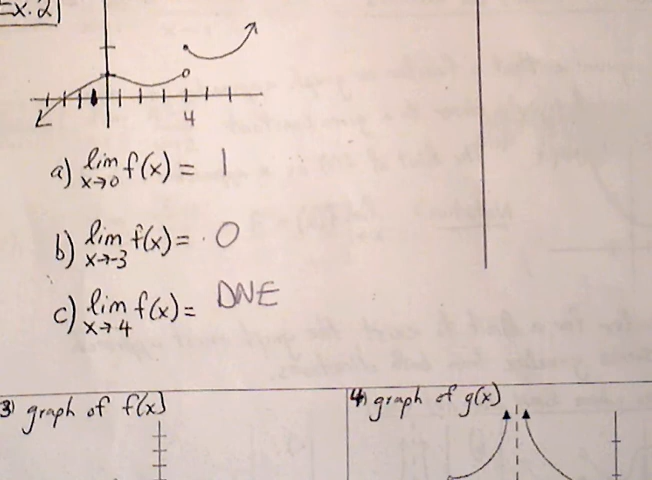 Ex. 2)
4
a) lim x→0 f(x) = 1
b) lim x→-3 f(x) = 0
c) lim x→4 f(x) = DNE
3) graph of f(x)
4) graph of g(x)